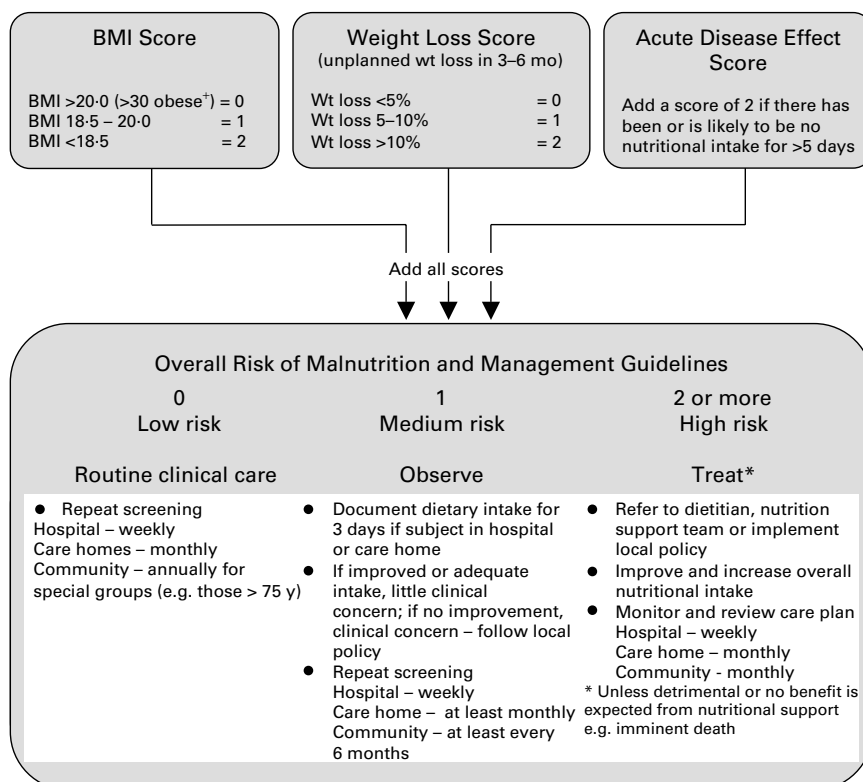 BMI Score
BMI >20·0 (>30 obese⁺) = 0
BMI 18·5 – 20·0 = 1
BMI <18·5 = 2
Weight Loss Score
(unplanned wt loss in 3–6 mo)
Wt loss <5% = 0
Wt loss 5–10% = 1
Wt loss >10% = 2
Acute Disease Effect
Score
Add a score of 2 if there has
been or is likely to be no
nutritional intake for >5 days
Add all scores
Overall Risk of Malnutrition and Management Guidelines
0
Low risk
Routine clinical care
● Repeat screening
Hospital – weekly
Care homes – monthly
Community – annually for
special groups (e.g. those > 75 y)
1
Medium risk
Observe
● Document dietary intake for
3 days if subject in hospital
or care home
● If improved or adequate
intake, little clinical
concern; if no improvement,
clinical concern – follow local
policy
● Repeat screening
Hospital – weekly
Care home – at least monthly
Community – at least every
6 months
2 or more
High risk
Treat*
● Refer to dietitian, nutrition
support team or implement
local policy
● Improve and increase overall
nutritional intake
● Monitor and review care plan
Hospital – weekly
Care home – monthly
Community - monthly
* Unless detrimental or no benefit is
expected from nutritional support
e.g. imminent death